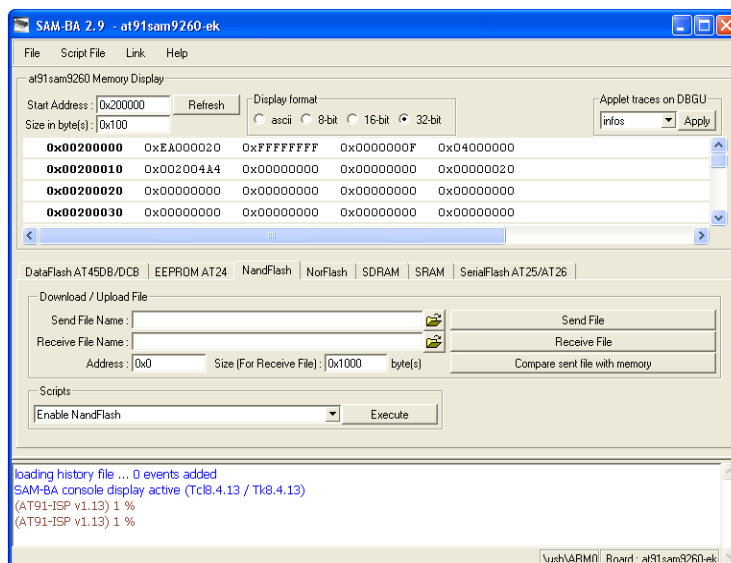 SAM-BA 2.9 - at91sam9260-ek
File Script File Link Help
at91sam9260 Memory Display
Start Address : 0x200000 Refresh
Size in byte(s) : 0x100
Display format
ascii 8-bit 16-bit 32-bit
Applet traces on DBGU
infos Apply
0x00200000 0xEA000020 0xFFFFFFFF 0x0000000F 0x04000000
0x00200010 0x002004A4 0x00000000 0x00000000 0x00000020
0x00200020 0x00000000 0x00000000 0x00000000 0x00000000
0x00200030 0x00000000 0x00000000 0x00000000 0x00000000
DataFlash AT45DB/DCB EEPROM AT24 NandFlash NorFlash SDRAM SRAM SerialFlash AT25/AT26
Download / Upload File
Send File Name : Send File
Receive File Name : Receive File
Address : 0x0 Size (For Receive File) : 0x1000 byte(s) Compare sent file with memory
Scripts
Enable NandFlash Execute
loading history file ... 0 events added
SAM-BA console display active (Tcl8.4.13 / Tk8.4.13)
(AT91-ISP v1.13) 1 %
(AT91-ISP v1.13) 1 %
\usb\ARM0 Board : at91sam9260-ek